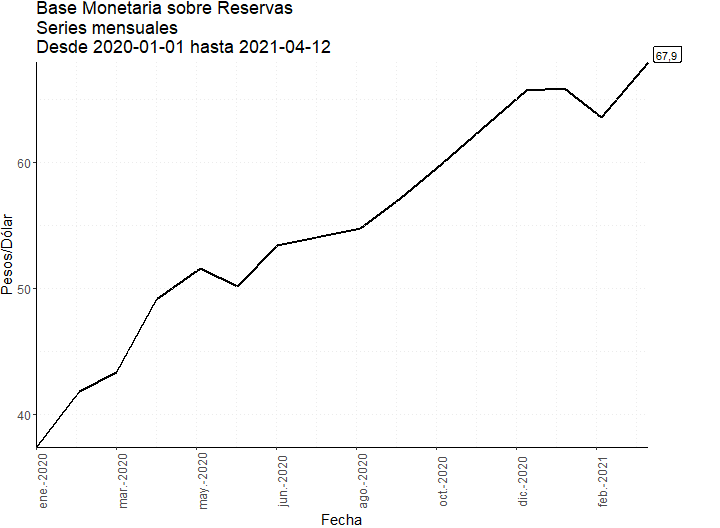 Base Monetaria sobre Reservas
Series mensuales
Desde 2020-01-01 hasta 2021-04-12
67,9
60
50
40
Pesos/Dólar
ene.-2020
mar.-2020
may.-2020
jun.-2020
ago.-2020
oct.-2020
dic.-2020
feb.-2021
Fecha